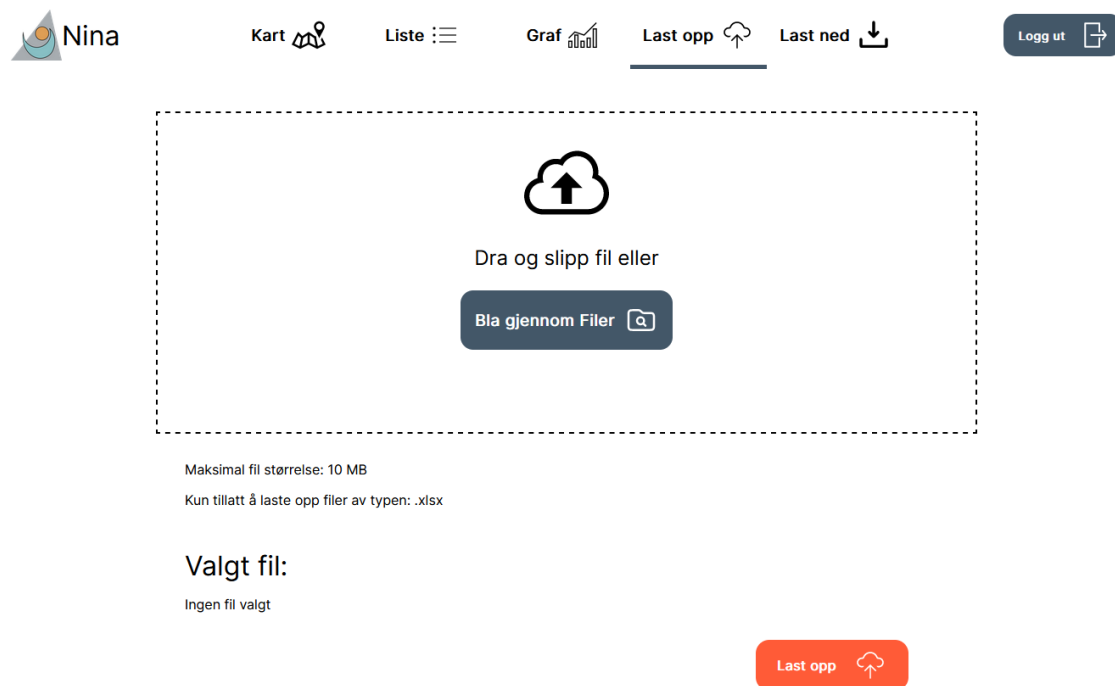 Nina
Kart
Liste
Graf
Last opp
Last ned
Logg ut
Dra og slipp fil eller
Bla gjennom Filer
Maksimal fil størrelse: 10 MB
Kun tillatt å laste opp filer av typen: .xlsx
Valgt fil:
Ingen fil valgt
Last opp